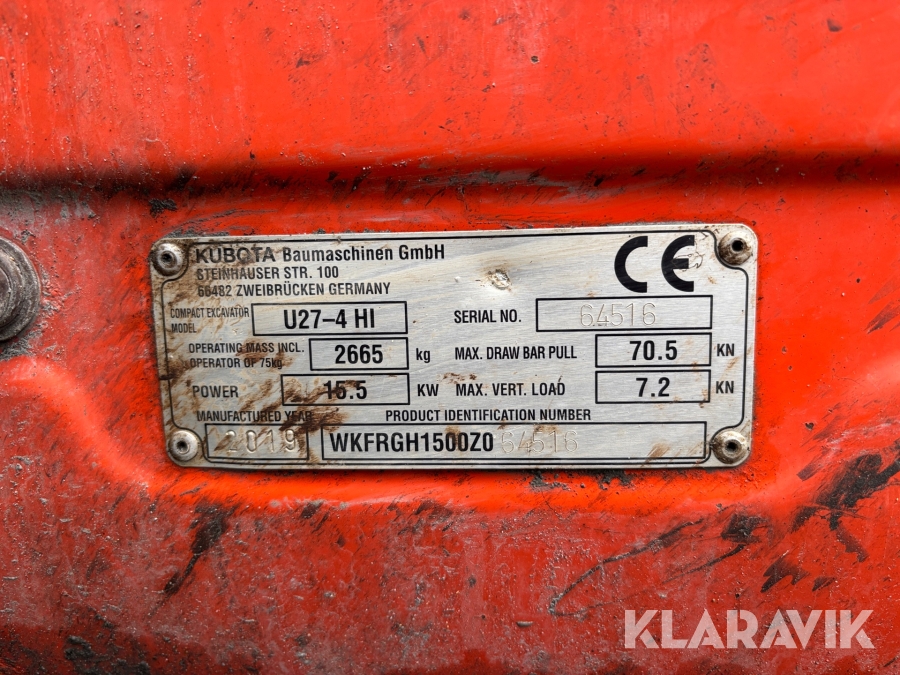 KUBOTA Baumaschinen GmbH
STEINHAUSER STR. 100
66482 ZWEIBRÜCKEN GERMANY
CE
COMPACT EXCAVATOR MODEL U27-4 HI SERIAL NO. 64516
OPERATING MASS INCL. OPERATOR OF 75kg 2665 kg MAX. DRAW BAR PULL 70.5 KN
POWER 15.5 KW MAX. VERT. LOAD 7.2 KN
MANUFACTURED YEAR PRODUCT IDENTIFICATION NUMBER
2019 WKFRGH1500Z064516
KLARAVIK